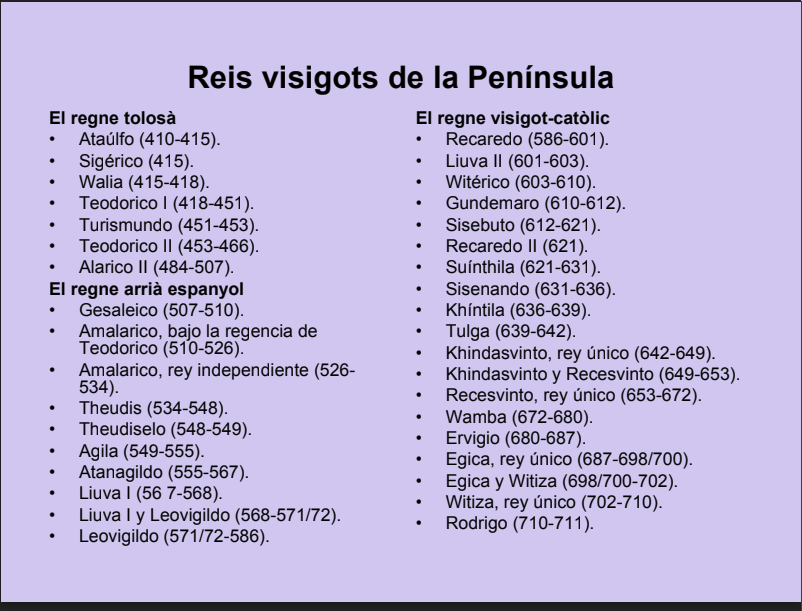 Reis visigots de la Península
El regne tolosà
• Ataúlfo (410-415).
• Sigérico (415).
• Walia (415-418).
• Teodorico I (418-451).
• Turismundo (451-453).
• Teodorico II (453-466).
• Alarico II (484-507).
El regne arrià espanyol
• Gesaleico (507-510).
• Amalarico, bajo la regencia de
Teodorico (510-526).
• Amalarico, rey independiente (526-
534).
• Theudis (534-548).
• Theudiselo (548-549).
• Agila (549-555).
• Atanagildo (555-567).
• Liuva I (56 7-568).
• Liuva I y Leovigildo (568-571/72).
• Leovigildo (571/72-586).
El regne visigot-catòlic
• Recaredo (586-601).
• Liuva II (601-603).
• Witérico (603-610).
• Gundemaro (610-612).
• Sisebuto (612-621).
• Recaredo II (621).
• Suínthila (621-631).
• Sisenando (631-636).
• Khíntila (636-639).
• Tulga (639-642).
• Khindasvinto, rey único (642-649).
• Khindasvinto y Recesvinto (649-653).
• Recesvinto, rey único (653-672).
• Wamba (672-680).
• Ervigio (680-687).
• Egica, rey único (687-698/700).
• Egica y Witiza (698/700-702).
• Witiza, rey único (702-710).
• Rodrigo (710-711).